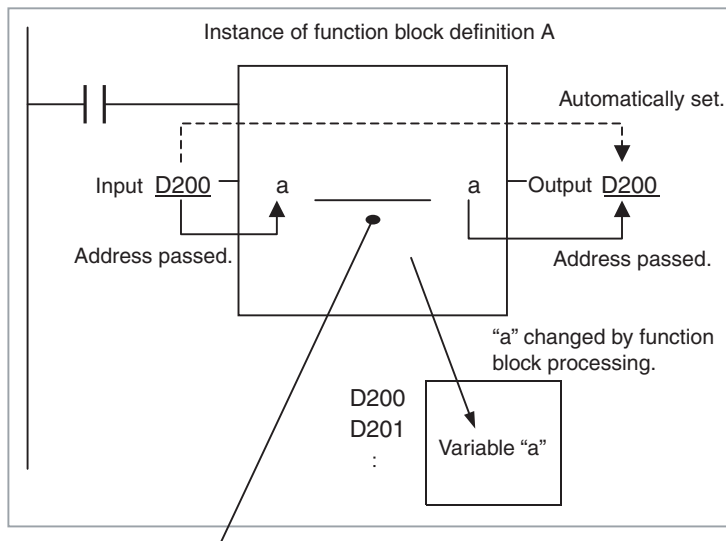 Instance of function block definition A
Automatically set.
Input D200 a a Output D200
Address passed. Address passed.
“a” changed by function
block processing.
D200
D201
:
Variable “a”